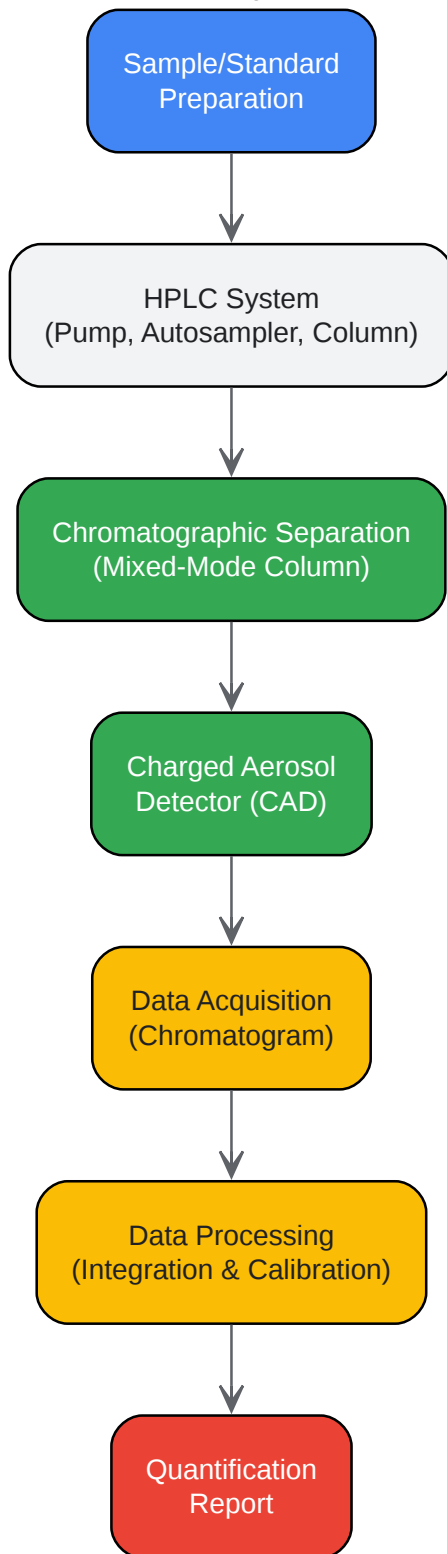 Sample/Standard
Preparation
HPLC System
(Pump, Autosampler, Column)
Chromatographic Separation
(Mixed-Mode Column)
Charged Aerosol
Detector (CAD)
Data Acquisition
(Chromatogram)
Data Processing
(Integration & Calibration)
Quantification
Report